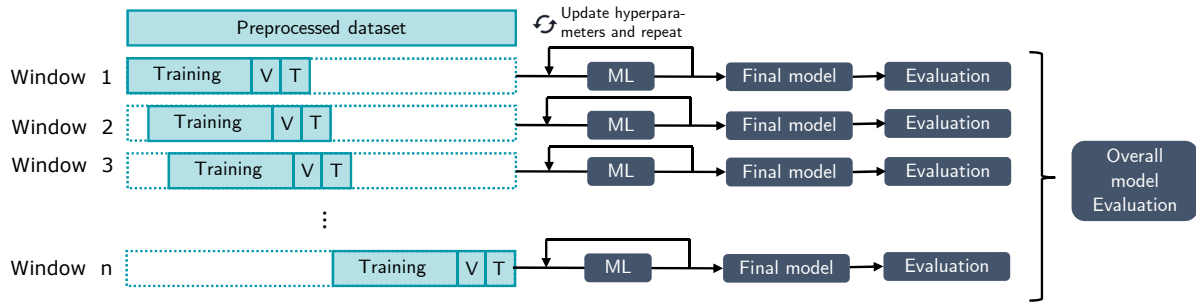 Preprocessed dataset
Update hyperpara-
meters and repeat
Window 1
Training V T
ML
Final model
Evaluation
Window 2
Training V T
ML
Final model
Evaluation
Window 3
Training V T
ML
Final model
Evaluation
Overall
model
Evaluation
...
Window n
Training V T
ML
Final model
Evaluation